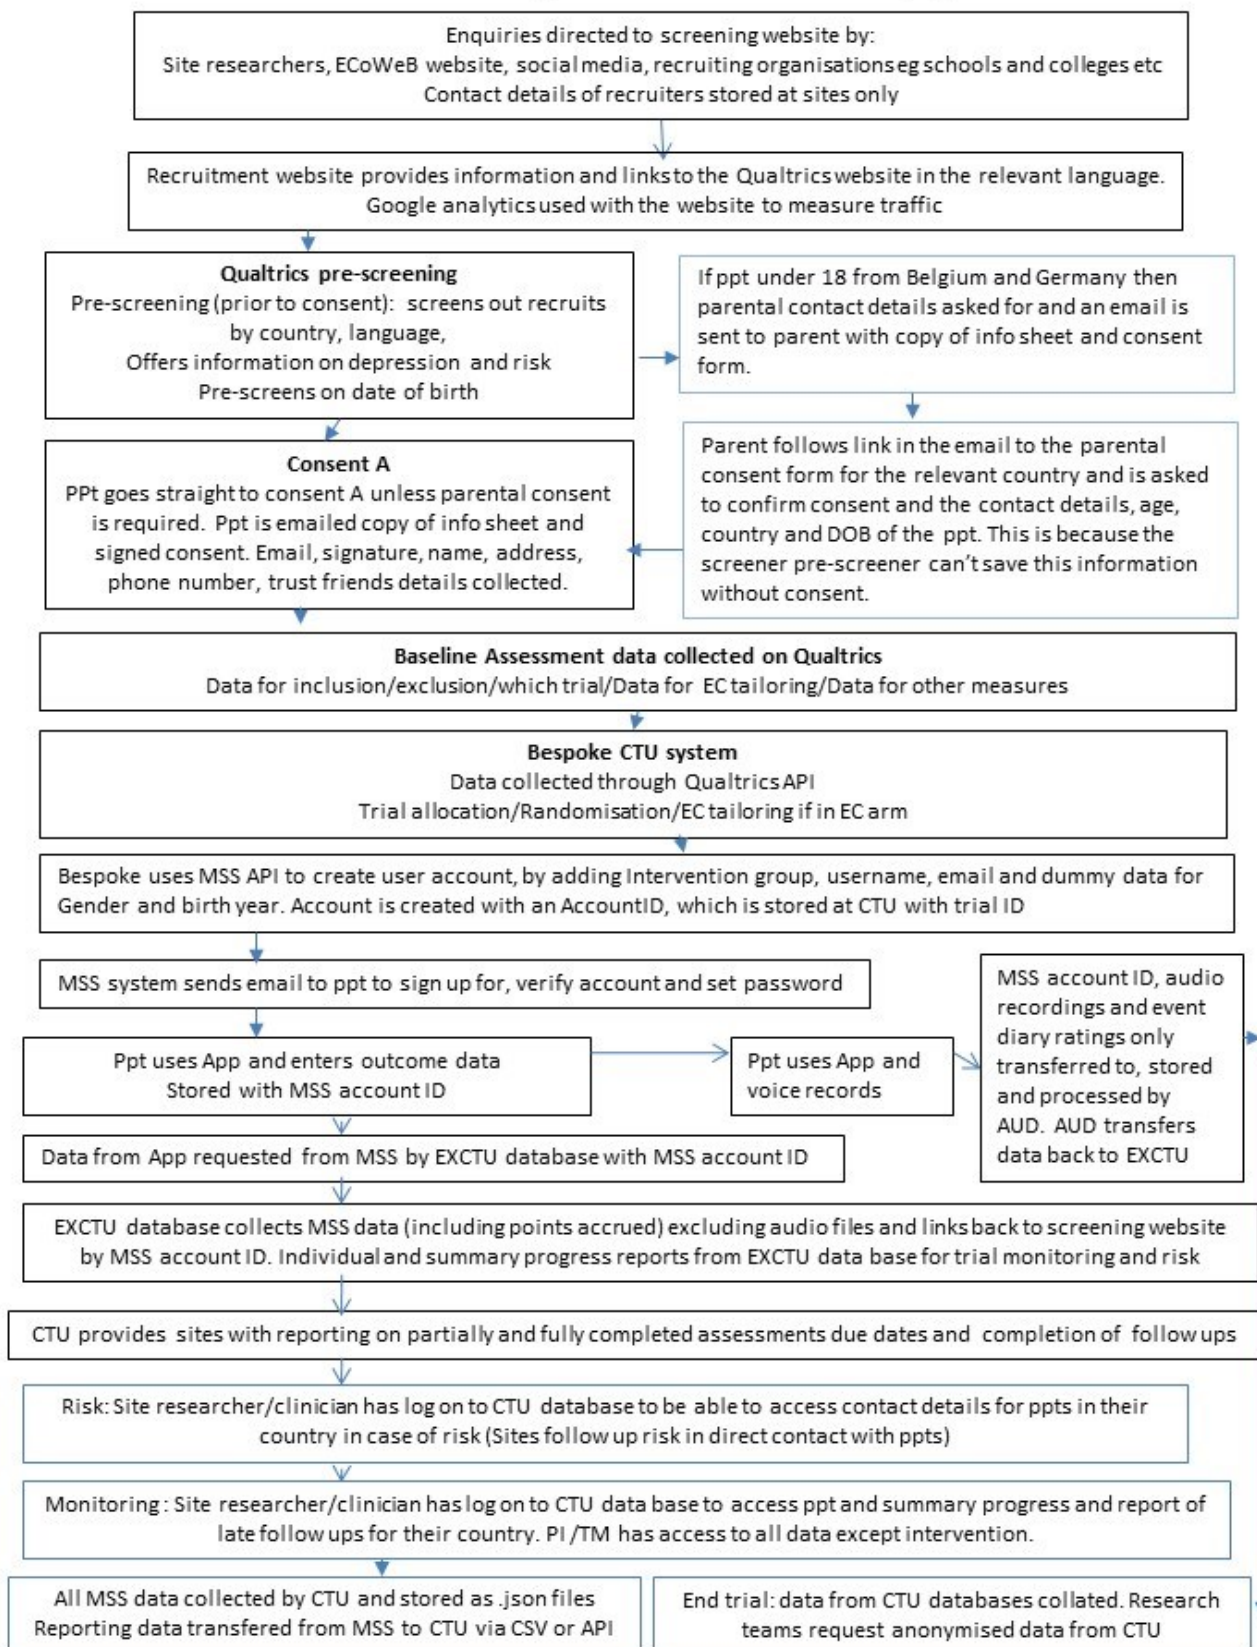 Enquiries directed to screening website by:
Site researchers, ECoWeB website, social media, recruiting organisations eg schools and colleges etc
Contact details of recruiters stored at sites only
Recruitment website provides information and links to the Qualtrics website in the relevant language.
Google analytics used with the website to measure traffic
Qualtrics pre-screening
Pre-screening (prior to consent): screens out recruits
by country, language,
Offers information on depression and risk
Pre-screens on date of birth
If ppt under 18 from Belgium and Germany then
parental contact details asked for and an email is
sent to parent with copy of info sheet and consent
form.
Consent A
PPt goes straight to consent A unless parental consent
is required. Ppt is emailed copy of info sheet and
signed consent. Email, signature, name, address,
phone number, trust friends details collected.
Parent follows link in the email to the parental
consent form for the relevant country and is asked
to confirm consent and the contact details, age,
country and DOB of the ppt. This is because the
screener pre-screener can't save this information
without consent.
Baseline Assessment data collected on Qualtrics
Data for inclusion/exclusion/which trial/Data for EC tailoring/Data for other measures
Bespoke CTU system
Data collected through Qualtrics API
Trial allocation/Randomisation/EC tailoring if in EC arm
Bespoke uses MSS API to create user account, by adding Intervention group, username, email and dummy data for
Gender and birth year. Account is created with an AccountID, which is stored at CTU with trial ID
MSS system sends email to ppt to sign up for, verify account and set password
Ppt uses App and enters outcome data
Stored with MSS account ID
Ppt uses App and
voice records
MSS account ID, audio
recordings and event
diary ratings only
transferred to, stored
and processed by
AUD. AUD transfers
data back to EXCTU
Data from App requested from MSS by EXCTU database with MSS account ID
EXCTU database collects MSS data (including points accrued) excluding audio files and links back to screening website
by MSS account ID. Individual and summary progress reports from EXCTU data base for trial monitoring and risk
CTU provides sites with reporting on partially and fully completed assessments due dates and completion of follow ups
Risk: Site researcher/clinician has log on to CTU database to be able to access contact details for ppts in their
country in case of risk (Sites follow up risk in direct contact with ppts)
Monitoring : Site researcher/clinician has log on to CTU data base to access ppt and summary progress and report of
late follow ups for their country. PI /TM has access to all data except intervention.
All MSS data collected by CTU and stored as .json files
Reporting data transfered from MSS to CTU via CSV or API
End trial: data from CTU databases collated. Research
teams request anonymised data from CTU